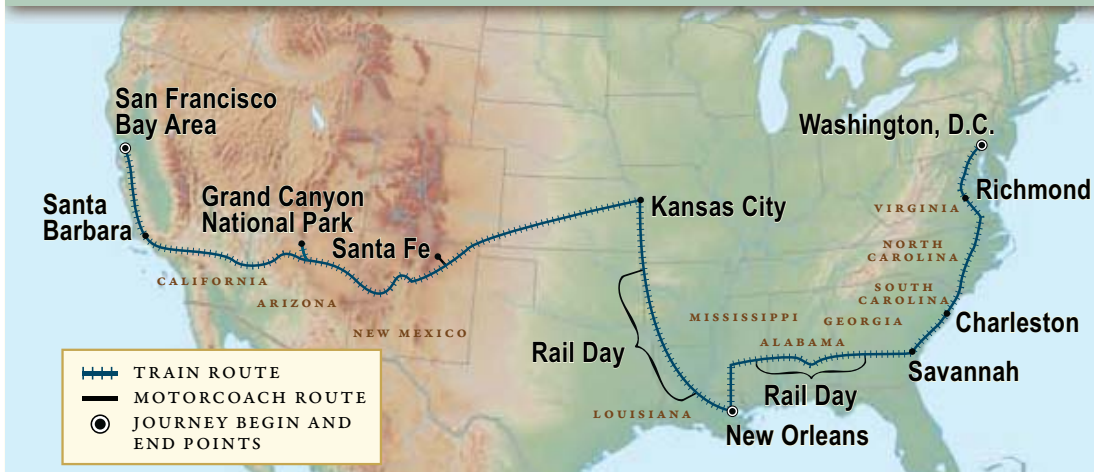 San Francisco
Bay Area
Washington, D.C.
Santa
Barbara
Grand Canyon
National Park
Santa Fe
Kansas City
Richmond
VIRGINIA
NORTH
CAROLINA
SOUTH
CAROLINA
CALIFORNIA
ARIZONA
NEW MEXICO
MISSISSIPPI
GEORGIA
ALABAMA
Charleston
Savannah
Rail Day
Rail Day
LOUISIANA
New Orleans
TRAIN ROUTE
MOTORCOACH ROUTE
JOURNEY BEGIN AND
END POINTS